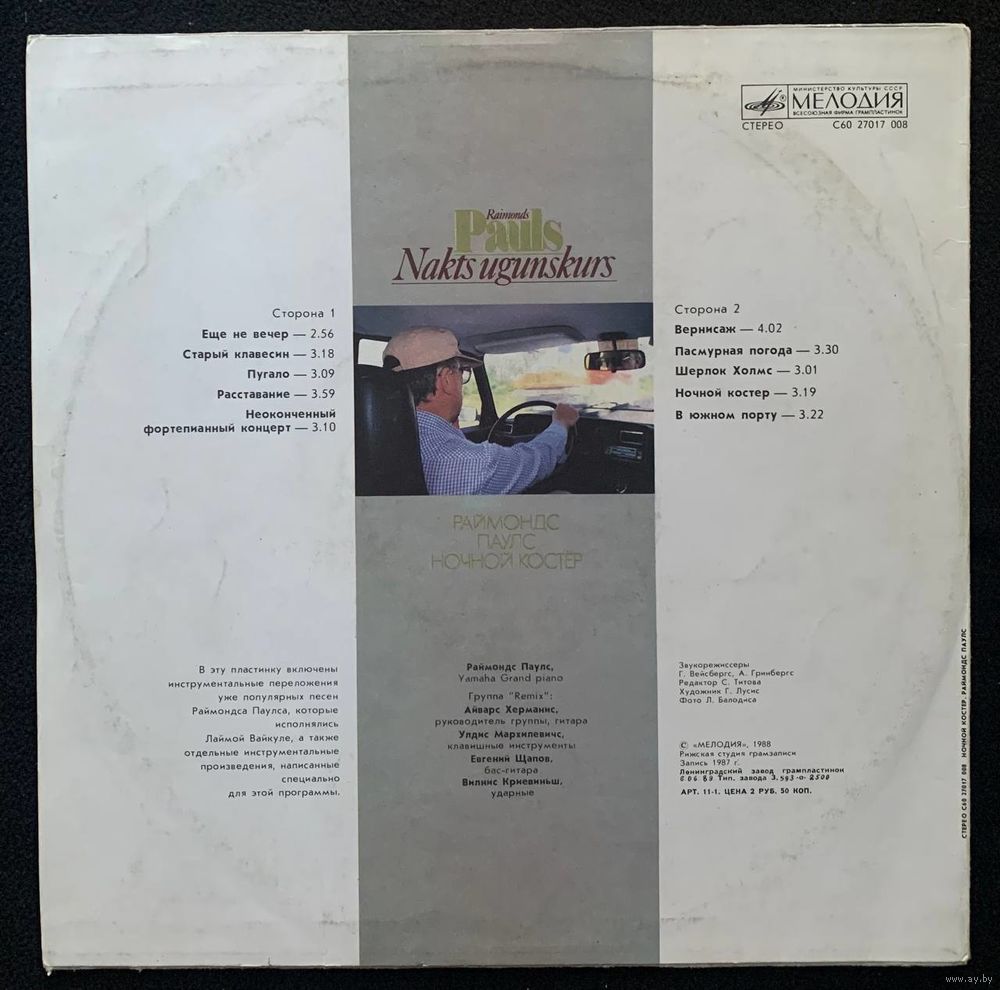 МИНИСТЕРСТВО КУЛЬТУРЫ СССР
МЕЛОДИЯ
ВСЕСОЮЗНАЯ ФИРМА ГРАМПЛАСТИНОК
СТЕРЕО С60 27017 008
Raimonds
Pauls
Nakts ugunskurs
Сторона 1
Еще не вечер — 2.56
Старый клавесин — 3.18
Пугало — 3.09
Расставание — 3.59
Неоконченный
фортепианный концерт — 3.10
Сторона 2
Вернисаж — 4.02
Пасмурная погода — 3.30
Шерлок Холмс — 3.01
Ночной костер — 3.19
В южном порту — 3.22
РАЙМОНДС
ПАУЛС
НОЧНОЙ КОСТЕР
В эту пластинку включены
инструментальные переложения
уже популярных песен
Раймондса Паулса, которые
исполнялись
Лаймой Вайкуле, а также
отдельные инструментальные
произведения, написанные
специально
для этой программы.
Раймондс Паулс,
Yamaha Grand piano
Группа "Remix":
Айварс Херманис,
руководитель группы, гитара
Улдис Мархилевичс,
клавишные инструменты
Евгений Щапов,
бас-гитара
Вилнис Криевиньш,
ударные
Звукорежиссеры
Г. Вейсбергс, А. Гринбергс
Редактор С. Титова
Художник Г. Лусис
Фото Л. Балодиса
© «МЕЛОДИЯ», 1988
Рижская студия грамзаписи
Запись 1987 г.
Ленинградский завод грампластинок
Тип. завода
АРТ. 11-1. ЦЕНА 2 РУБ. 50 КОП.
СТЕРЕО С60 27017 008 НОЧНОЙ КОСТЕР. РАЙМОНДС ПАУЛС
www.ay.by